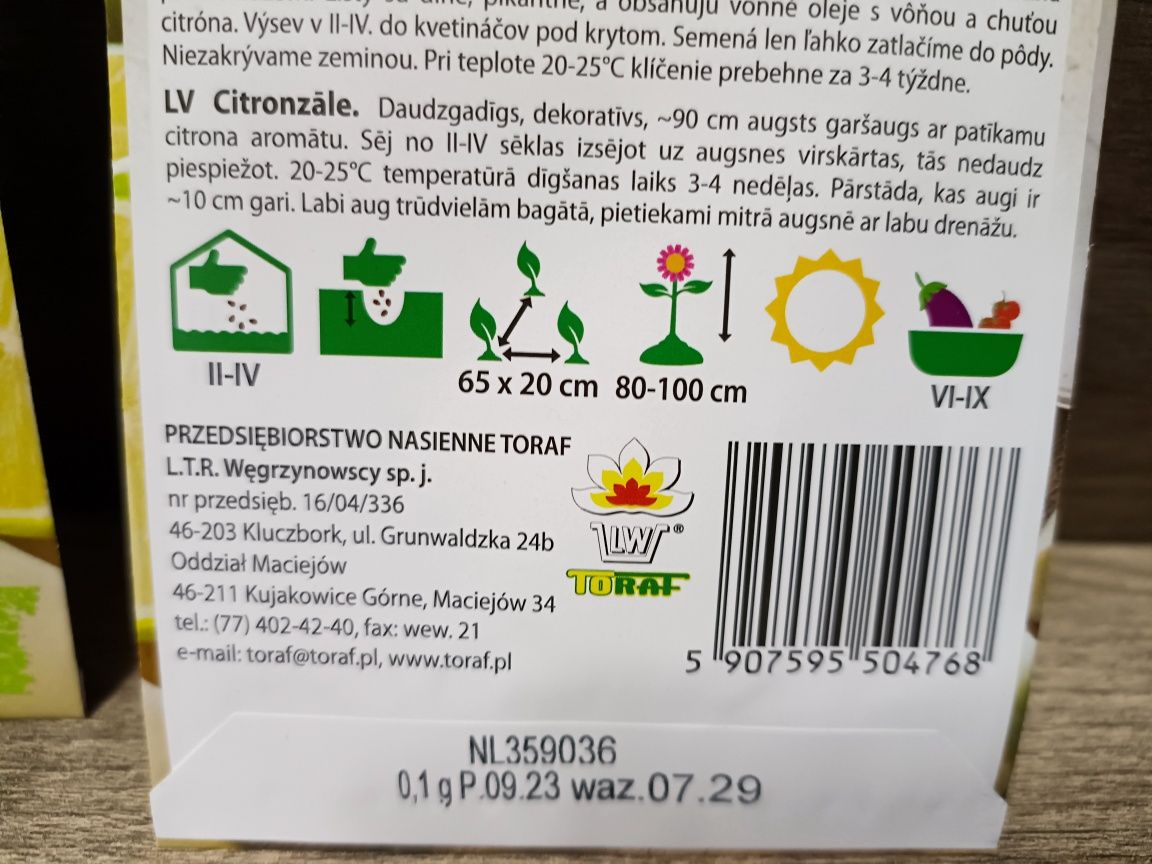 pikantné, a obsahujú vonné oleje s vôňou a chuťou
citróna. Výsev v II-IV. do kvetináčov pod krytom. Semená len ľahko zatlačíme do pôdy.
Niezakrývame zeminou. Pri teplote 20-25°C klíčenie prebehne za 3-4 týždne.
LV Citronzāle. Daudzgadīgs, dekoratīvs, ~90 cm augsts garšaugs ar patīkamu
citrona aromātu. Sēj no II-IV sēklas izsējot uz augsnes virskārtas, tās nedaudz
piespiežot. 20-25°C temperatūrā dīgšanas laiks 3-4 nedēļas. Pārstāda, kas augi ir
~10 cm gari. Labi aug trūdvielām bagātā, pietiekami mitrā augsnē ar labu drenāžu.
II-IV
65 x 20 cm
80-100 cm
VI-IX
PRZEDSIĘBIORSTWO NASIENNE TORAF
L.T.R. Węgrzynowscy sp. j.
nr przedsięb. 16/04/336
46-203 Kluczbork, ul. Grunwaldzka 24b
Oddział Maciejów
46-211 Kujakowice Górne, Maciejów 34
tel.: (77) 402-42-40, fax: wew. 21
e-mail: toraf@toraf.pl, www.toraf.pl
LW®
TORAF
5 907595 504768
NL359036
0,1 g P.09.23 waz.07.29